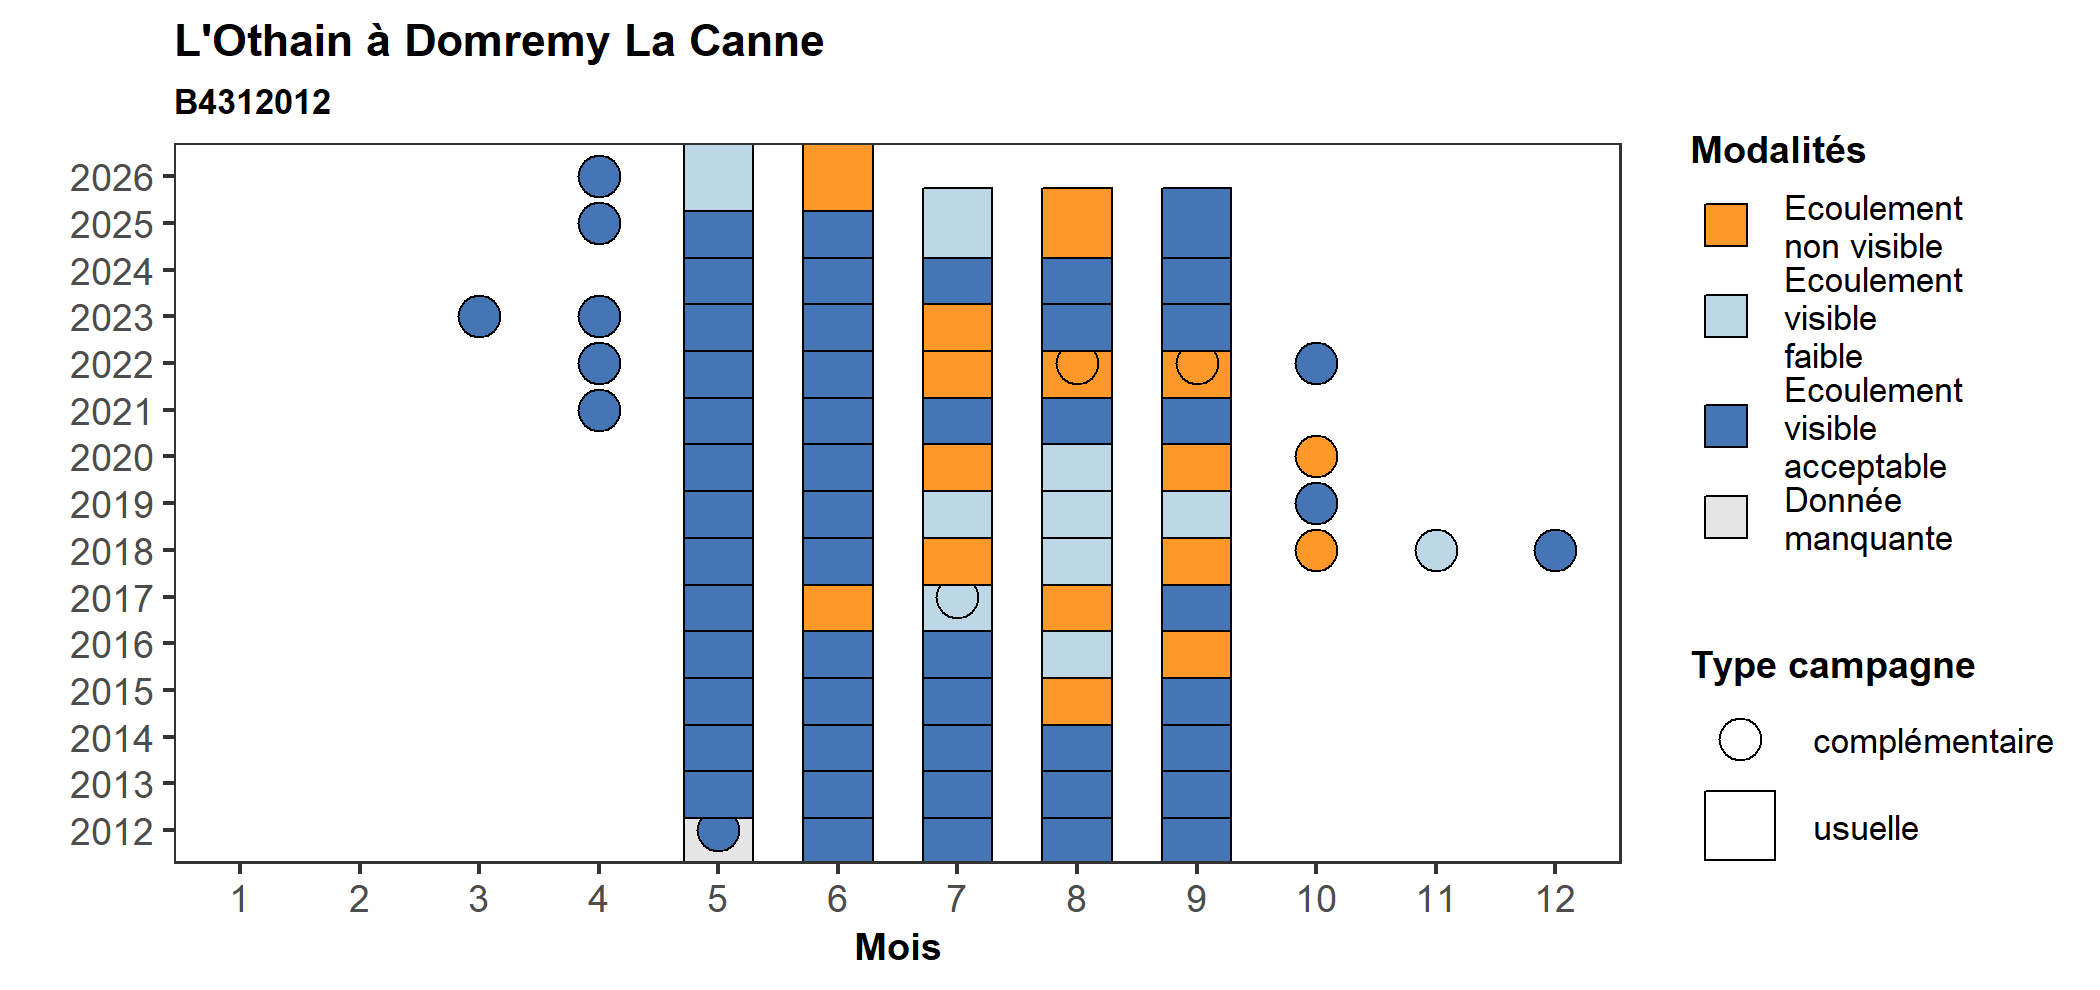 L'Othain à Domremy La Canne
B4312012
2026
2025
2024
2023
2022
2021
2020
2019
2018
2017
2016
2015
2014
2013
2012
1 2 3 4 5 6 7 8 9 10 11 12
Mois
Modalités
Ecoulement
non visible
Ecoulement
visible
faible
Ecoulement
visible
acceptable
Donnée
manquante
Type campagne
complémentaire
usuelle